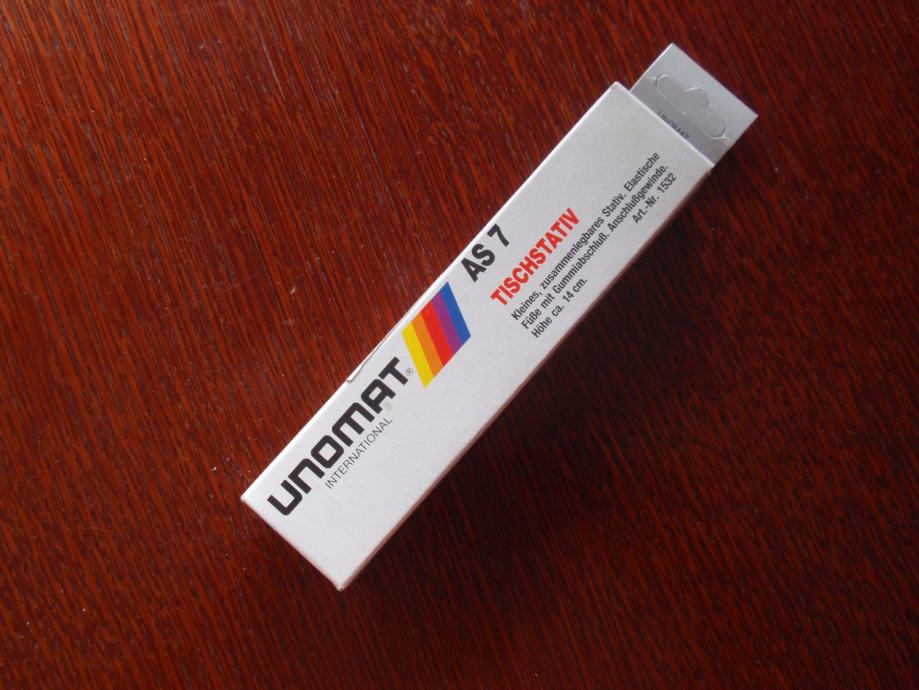 UNOMAT
UNOMAT®
INTERNATIONAL
AS 7
TISCHSTATIV
Kleines, zusammenlegbares Stativ. Elastische
Füße mit Gummiabschluß. Anschlußgewinde.
Höhe ca. 14 cm.
Art.-Nr. 1532